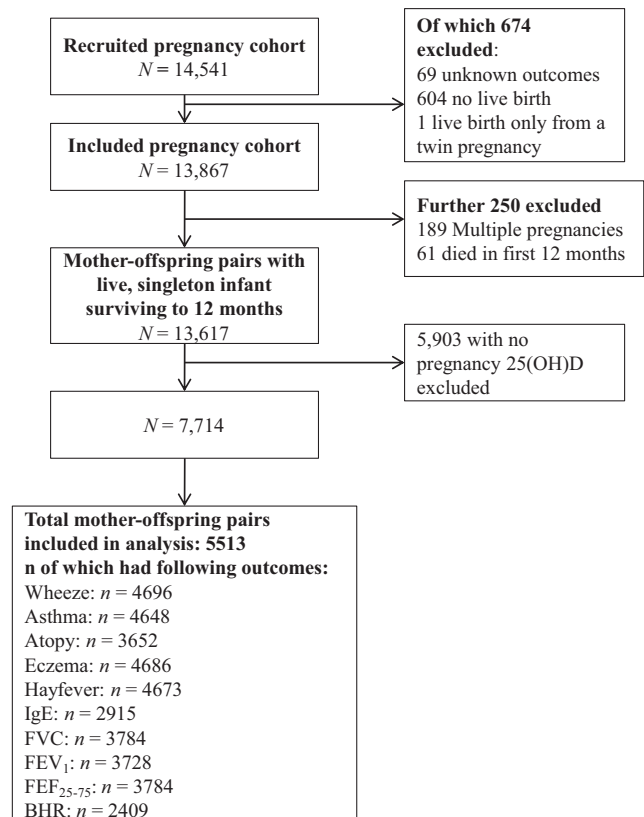 Recruited pregnancy cohort
N = 14,541
Of which 674
excluded:
69 unknown outcomes
604 no live birth
1 live birth only from a
twin pregnancy
Included pregnancy cohort
N = 13,867
Further 250 excluded
189 Multiple pregnancies
61 died in first 12 months
Mother-offspring pairs with
live, singleton infant
surviving to 12 months
N = 13,617
5,903 with no
pregnancy 25(OH)D
excluded
N = 7,714
Total mother-offspring pairs
included in analysis: 5513
n of which had following outcomes:
Wheeze: n = 4696
Asthma: n = 4648
Atopy: n = 3652
Eczema: n = 4686
Hayfever: n = 4673
IgE: n = 2915
FVC: n = 3784
FEV₁: n = 3728
FEF₂₅₋₇₅: n = 3784
BHR: n = 2409